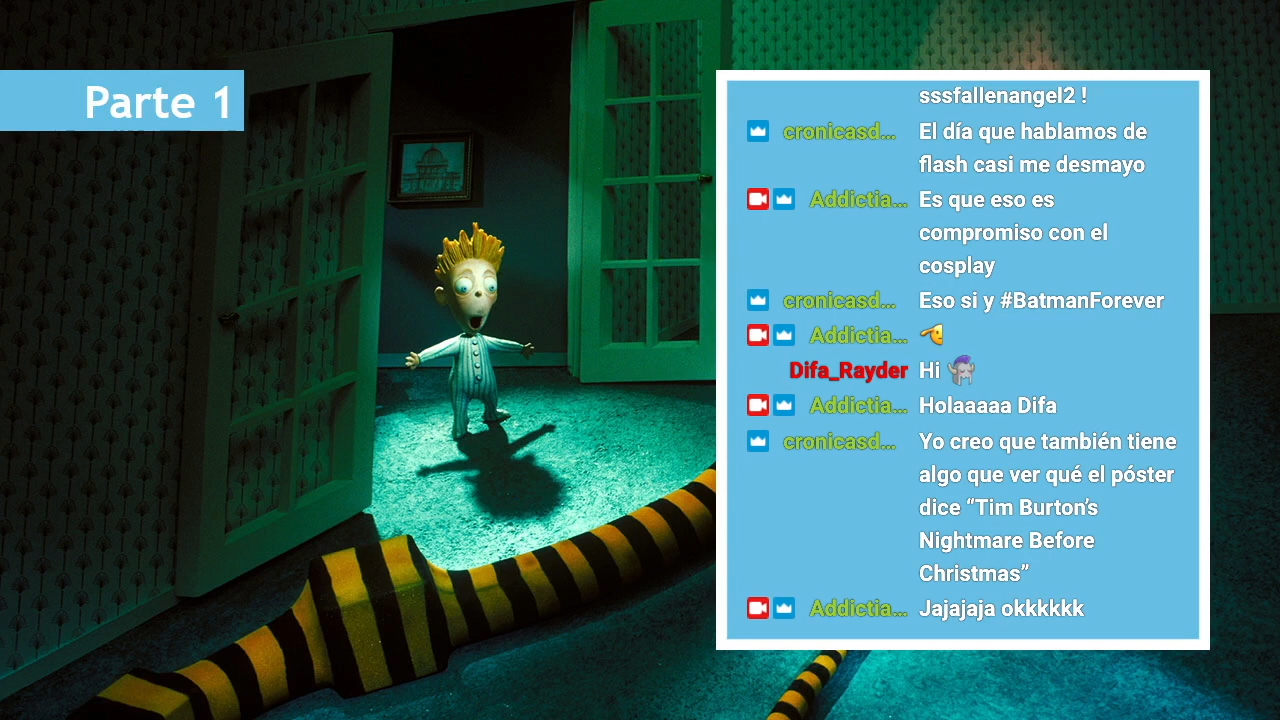 Parte 1
sssfallenangel2 !
cronicasd... El día que hablamos de
flash casi me desmayo
Addictia... Es que eso es
compromiso con el
cosplay
cronicasd... Eso si y #BatmanForever
Addictia...
Difa_Rayder Hi
Addictia... Holaaaaa Difa
cronicasd... Yo creo que también tiene
algo que ver qué el póster
dice “Tim Burton’s
Nightmare Before
Christmas”
Addictia... Jajajaja okkkkkk